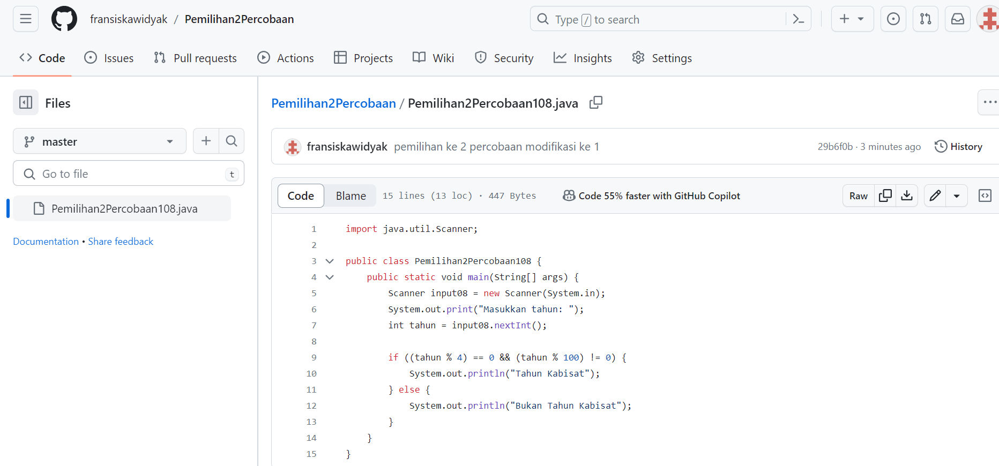 fransiskawidyak / Pemilihan2Percobaan
Type / to search
Code
Issues
Pull requests
Actions
Projects
Wiki
Security
Insights
Settings
Files
master
Go to file
t
Pemilihan2Percobaan108.java
Documentation • Share feedback
Pemilihan2Percobaan / Pemilihan2Percobaan108.java
fransiskawidyak pemilihan ke 2 percobaan modifikasi ke 1
29b6f0b · 3 minutes ago
History
Code
Blame
15 lines (13 loc) · 447 Bytes
Code 55% faster with GitHub Copilot
Raw
1 import java.util.Scanner;
2
3 public class Pemilihan2Percobaan108 {
4     public static void main(String[] args) {
5         Scanner input08 = new Scanner(System.in);
6         System.out.print("Masukkan tahun: ");
7         int tahun = input08.nextInt();
8
9         if ((tahun % 4) == 0 && (tahun % 100) != 0) {
10             System.out.println("Tahun Kabisat");
11         } else {
12             System.out.println("Bukan Tahun Kabisat");
13         }
14     }
15 }